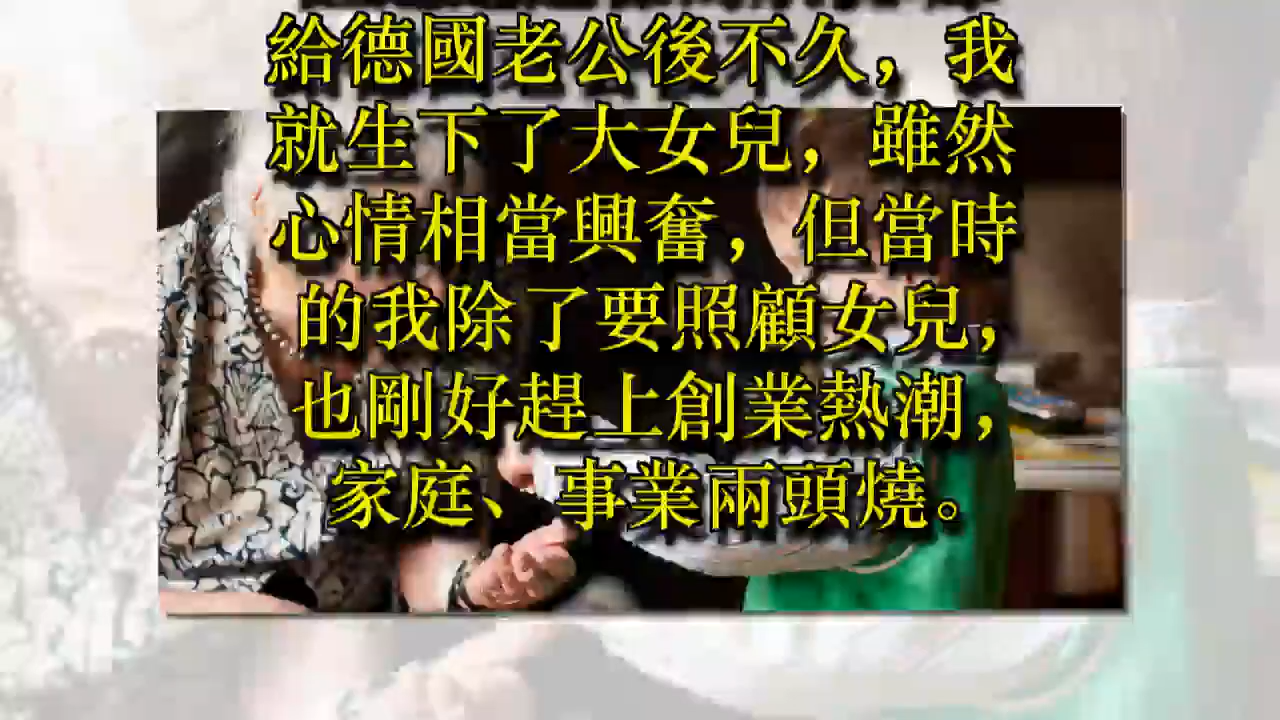 給德國老公後不久，我
就生下了大女兒，雖然
心情相當興奮，但當時
的我除了要照顧女兒，
也剛好趕上創業熱潮，
家庭、事業兩頭燒。